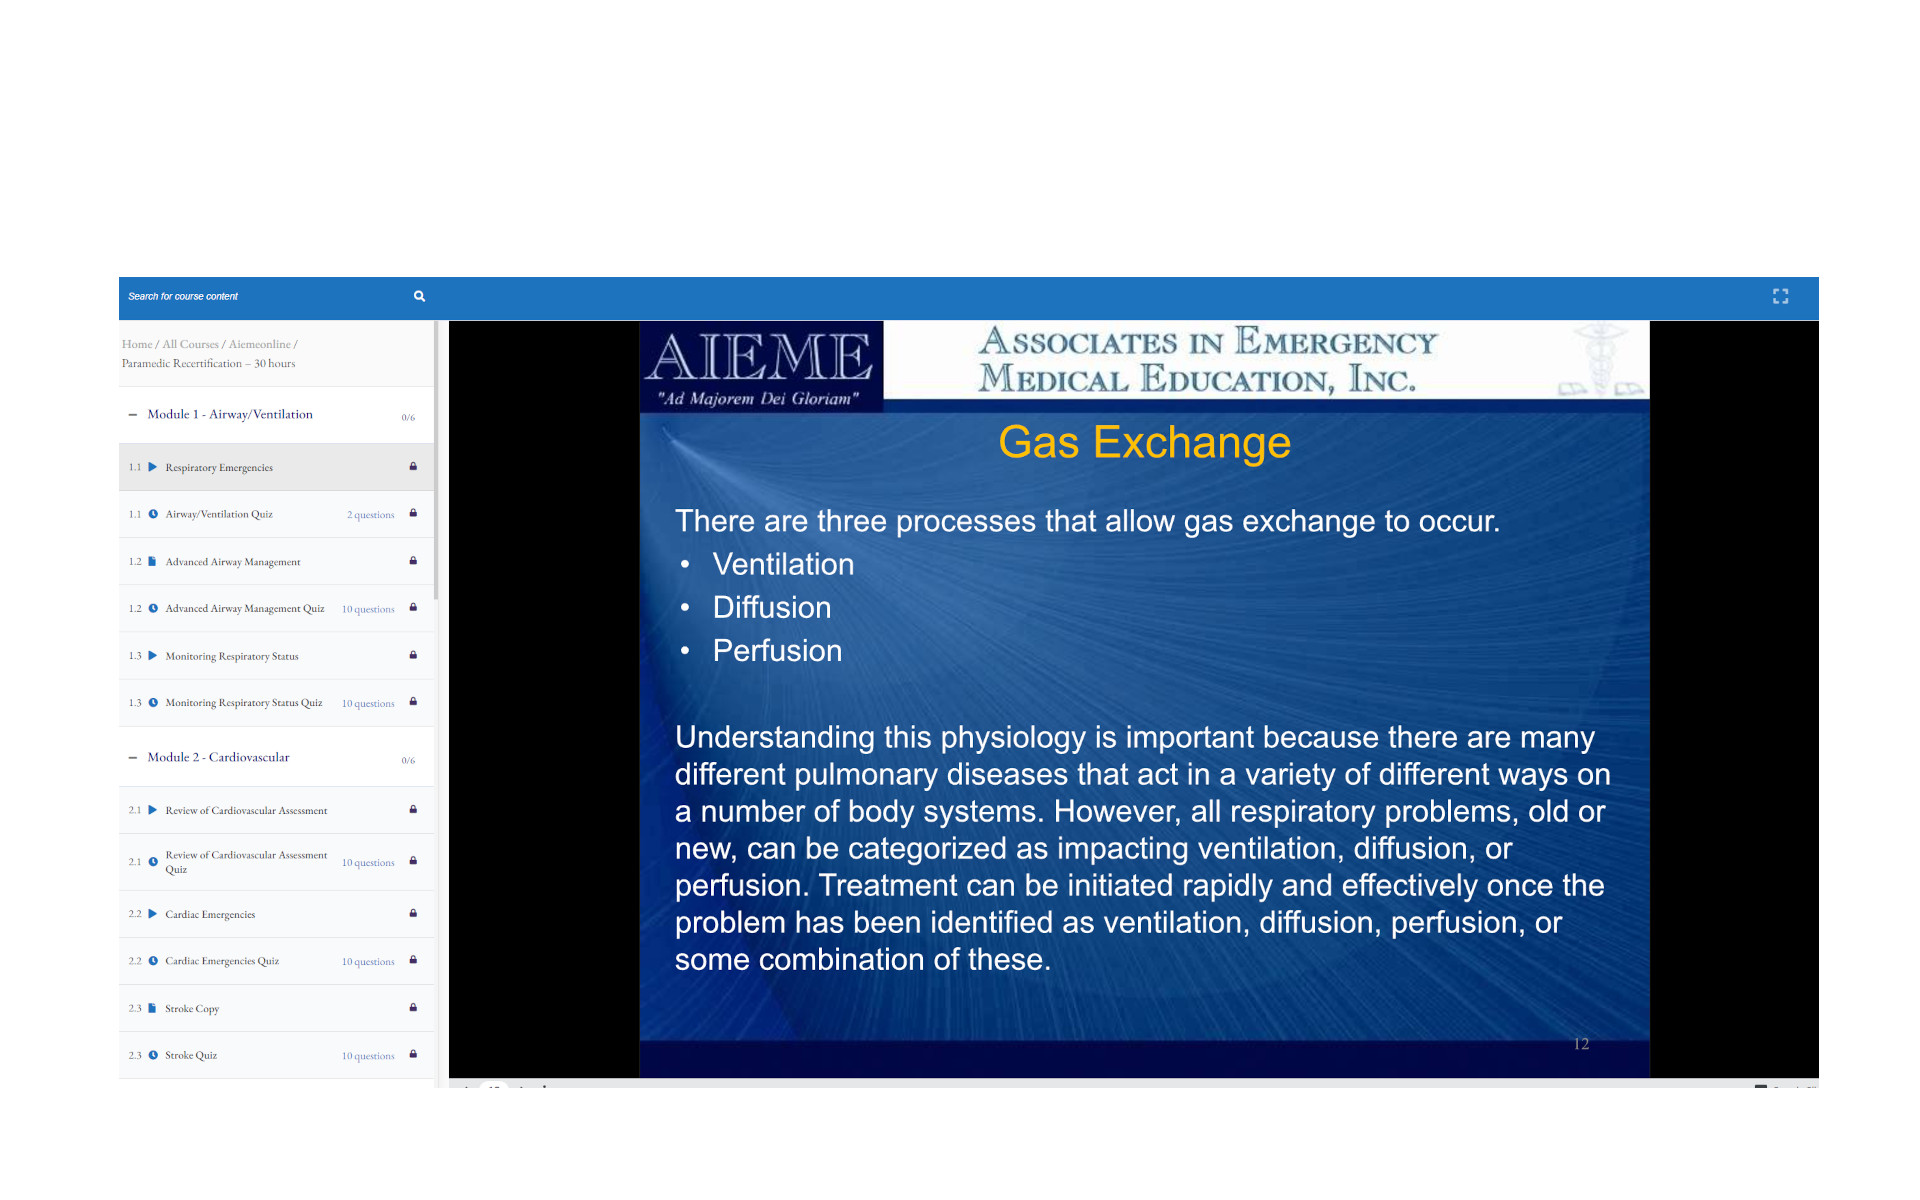 Search for course content
Home / All Courses / Aiemeonline /
Paramedic Recertification – 30 hours
Module 1 - Airway/Ventilation 0/6
1.1 Respiratory Emergencies
1.1 Airway/Ventilation Quiz 2 questions
1.2 Advanced Airway Management
1.2 Advanced Airway Management Quiz 10 questions
1.3 Monitoring Respiratory Status
1.3 Monitoring Respiratory Status Quiz 10 questions
Module 2 - Cardiovascular 0/6
2.1 Review of Cardiovascular Assessment
2.1 Review of Cardiovascular Assessment
Quiz 10 questions
2.2 Cardiac Emergencies
2.2 Cardiac Emergencies Quiz 10 questions
2.3 Stroke Copy
2.3 Stroke Quiz 10 questions
AIEME
"Ad Majorem Dei Gloriam"
Associates in Emergency
Medical Education, Inc.
Gas Exchange
There are three processes that allow gas exchange to occur.
• Ventilation
• Diffusion
• Perfusion
Understanding this physiology is important because there are many
different pulmonary diseases that act in a variety of different ways on
a number of body systems. However, all respiratory problems, old or
new, can be categorized as impacting ventilation, diffusion, or
perfusion. Treatment can be initiated rapidly and effectively once the
problem has been identified as ventilation, diffusion, perfusion, or
some combination of these.
12